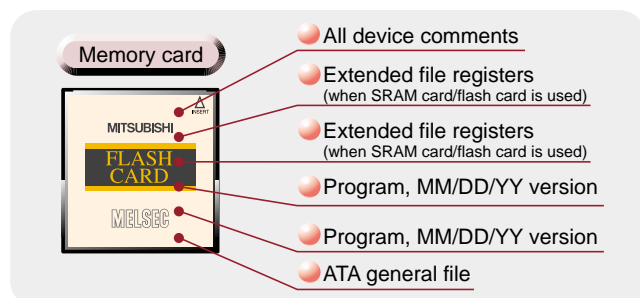 Memory card
INSERT
MITSUBISHI
FLASH
CARD
MELSEC
All device comments
Extended file registers
(when SRAM card/flash card is used)
Extended file registers
(when SRAM card/flash card is used)
Program, MM/DD/YY version
Program, MM/DD/YY version
ATA general file